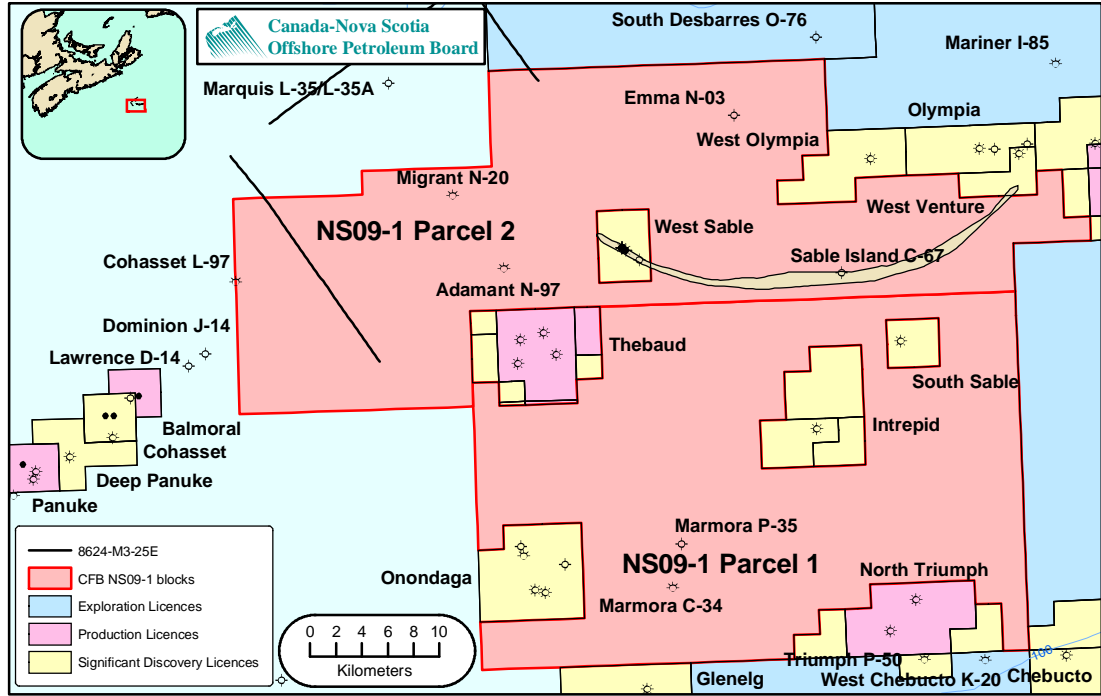 Canada-Nova Scotia
Offshore Petroleum Board
South Desbarres O-76
Mariner I-85
Marquis L-35/L-35A
Emma N-03
Olympia
West Olympia
Migrant N-20
West Venture
NS09-1 Parcel 2
West Sable
Sable Island C-67
Cohasset L-97
Adamant N-97
Dominion J-14
Thebaud
Lawrence D-14
South Sable
Balmoral
Intrepid
Cohasset
Deep Panuke
Panuke
Marmora P-35
8624-M3-25E
CFB NS09-1 blocks
Exploration Licences
Production Licences
Significant Discovery Licences
Onondaga
NS09-1 Parcel 1
North Triumph
Marmora C-34
0 2 4 6 8 10
Kilometers
Triumph P-50
100
Glenelg
West Chebucto K-20
Chebucto